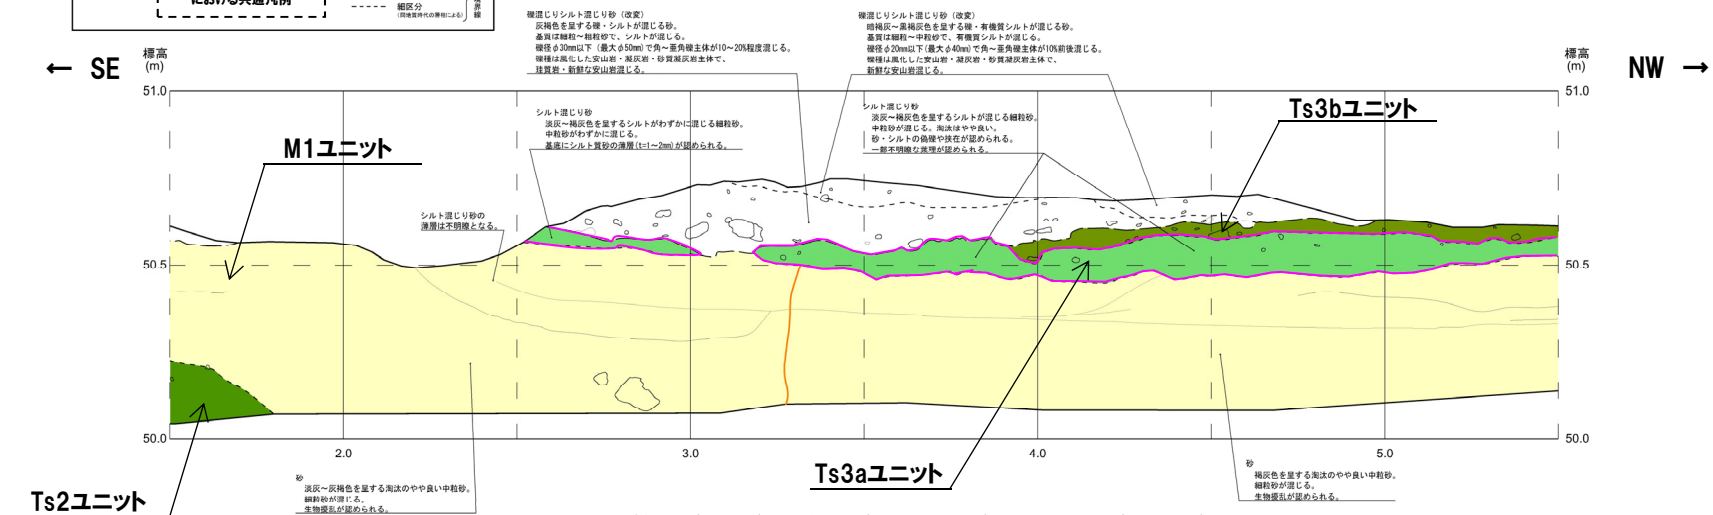 における共通凡例
細区分
(同地質時代の層相による)
界
線
← SE
標高
(m)
礫混じりシルト混じり砂（改変）
灰褐色を呈する礫・シルトが混じる砂。
基質は細粒～粗粒砂で、シルトが混じる。
礫径φ30mm以下（最大φ50mm）で角～亜角礫主体が10～20%程度混じる。
礫種は風化した安山岩・凝灰岩・砂質凝灰岩主体で、
珪質岩・新鮮な安山岩混じる。
礫混じりシルト混じり砂（改変）
暗褐灰～黒褐灰色を呈する礫・有機質シルトが混じる砂。
基質は細粒～中粒砂で、有機質シルトが混じる。
礫径φ20mm以下(最大φ40mm)で角～亜角礫主体が10%前後混じる。
礫種は風化した安山岩・凝灰岩・砂質凝灰岩主体で、
新鮮な安山岩混じる。
標高
(m)
NW →
51.0
51.0
シルト混じり砂
淡灰～褐灰色を呈するシルトがわずかに混じる細粒砂。
中粒砂がわずかに混じる。
基底にシルト質砂の薄層(t=1～2mm)が認められる。
シルト混じり砂
淡灰～褐灰色を呈するシルトが混じる細粒砂。
中粒砂が混じる。淘汰はやや良い。
砂・シルトの偽礫や挟在が認められる。
一部不明瞭な葉理が認められる。
Ts3bユニット
M1ユニット
シルト混じり砂の
薄層は不明瞭となる。
50.5
50.5
50.0
50.0
2.0
3.0
4.0
5.0
Ts2ユニット
砂
淡灰～灰褐色を呈する淘汰のやや良い中粒砂。
細粒砂が混じる。
生物擾乱が認められる。
Ts3aユニット
砂
褐灰色を呈する淘汰のやや良い中粒砂。
細粒砂が混じる。
生物擾乱が認められる。